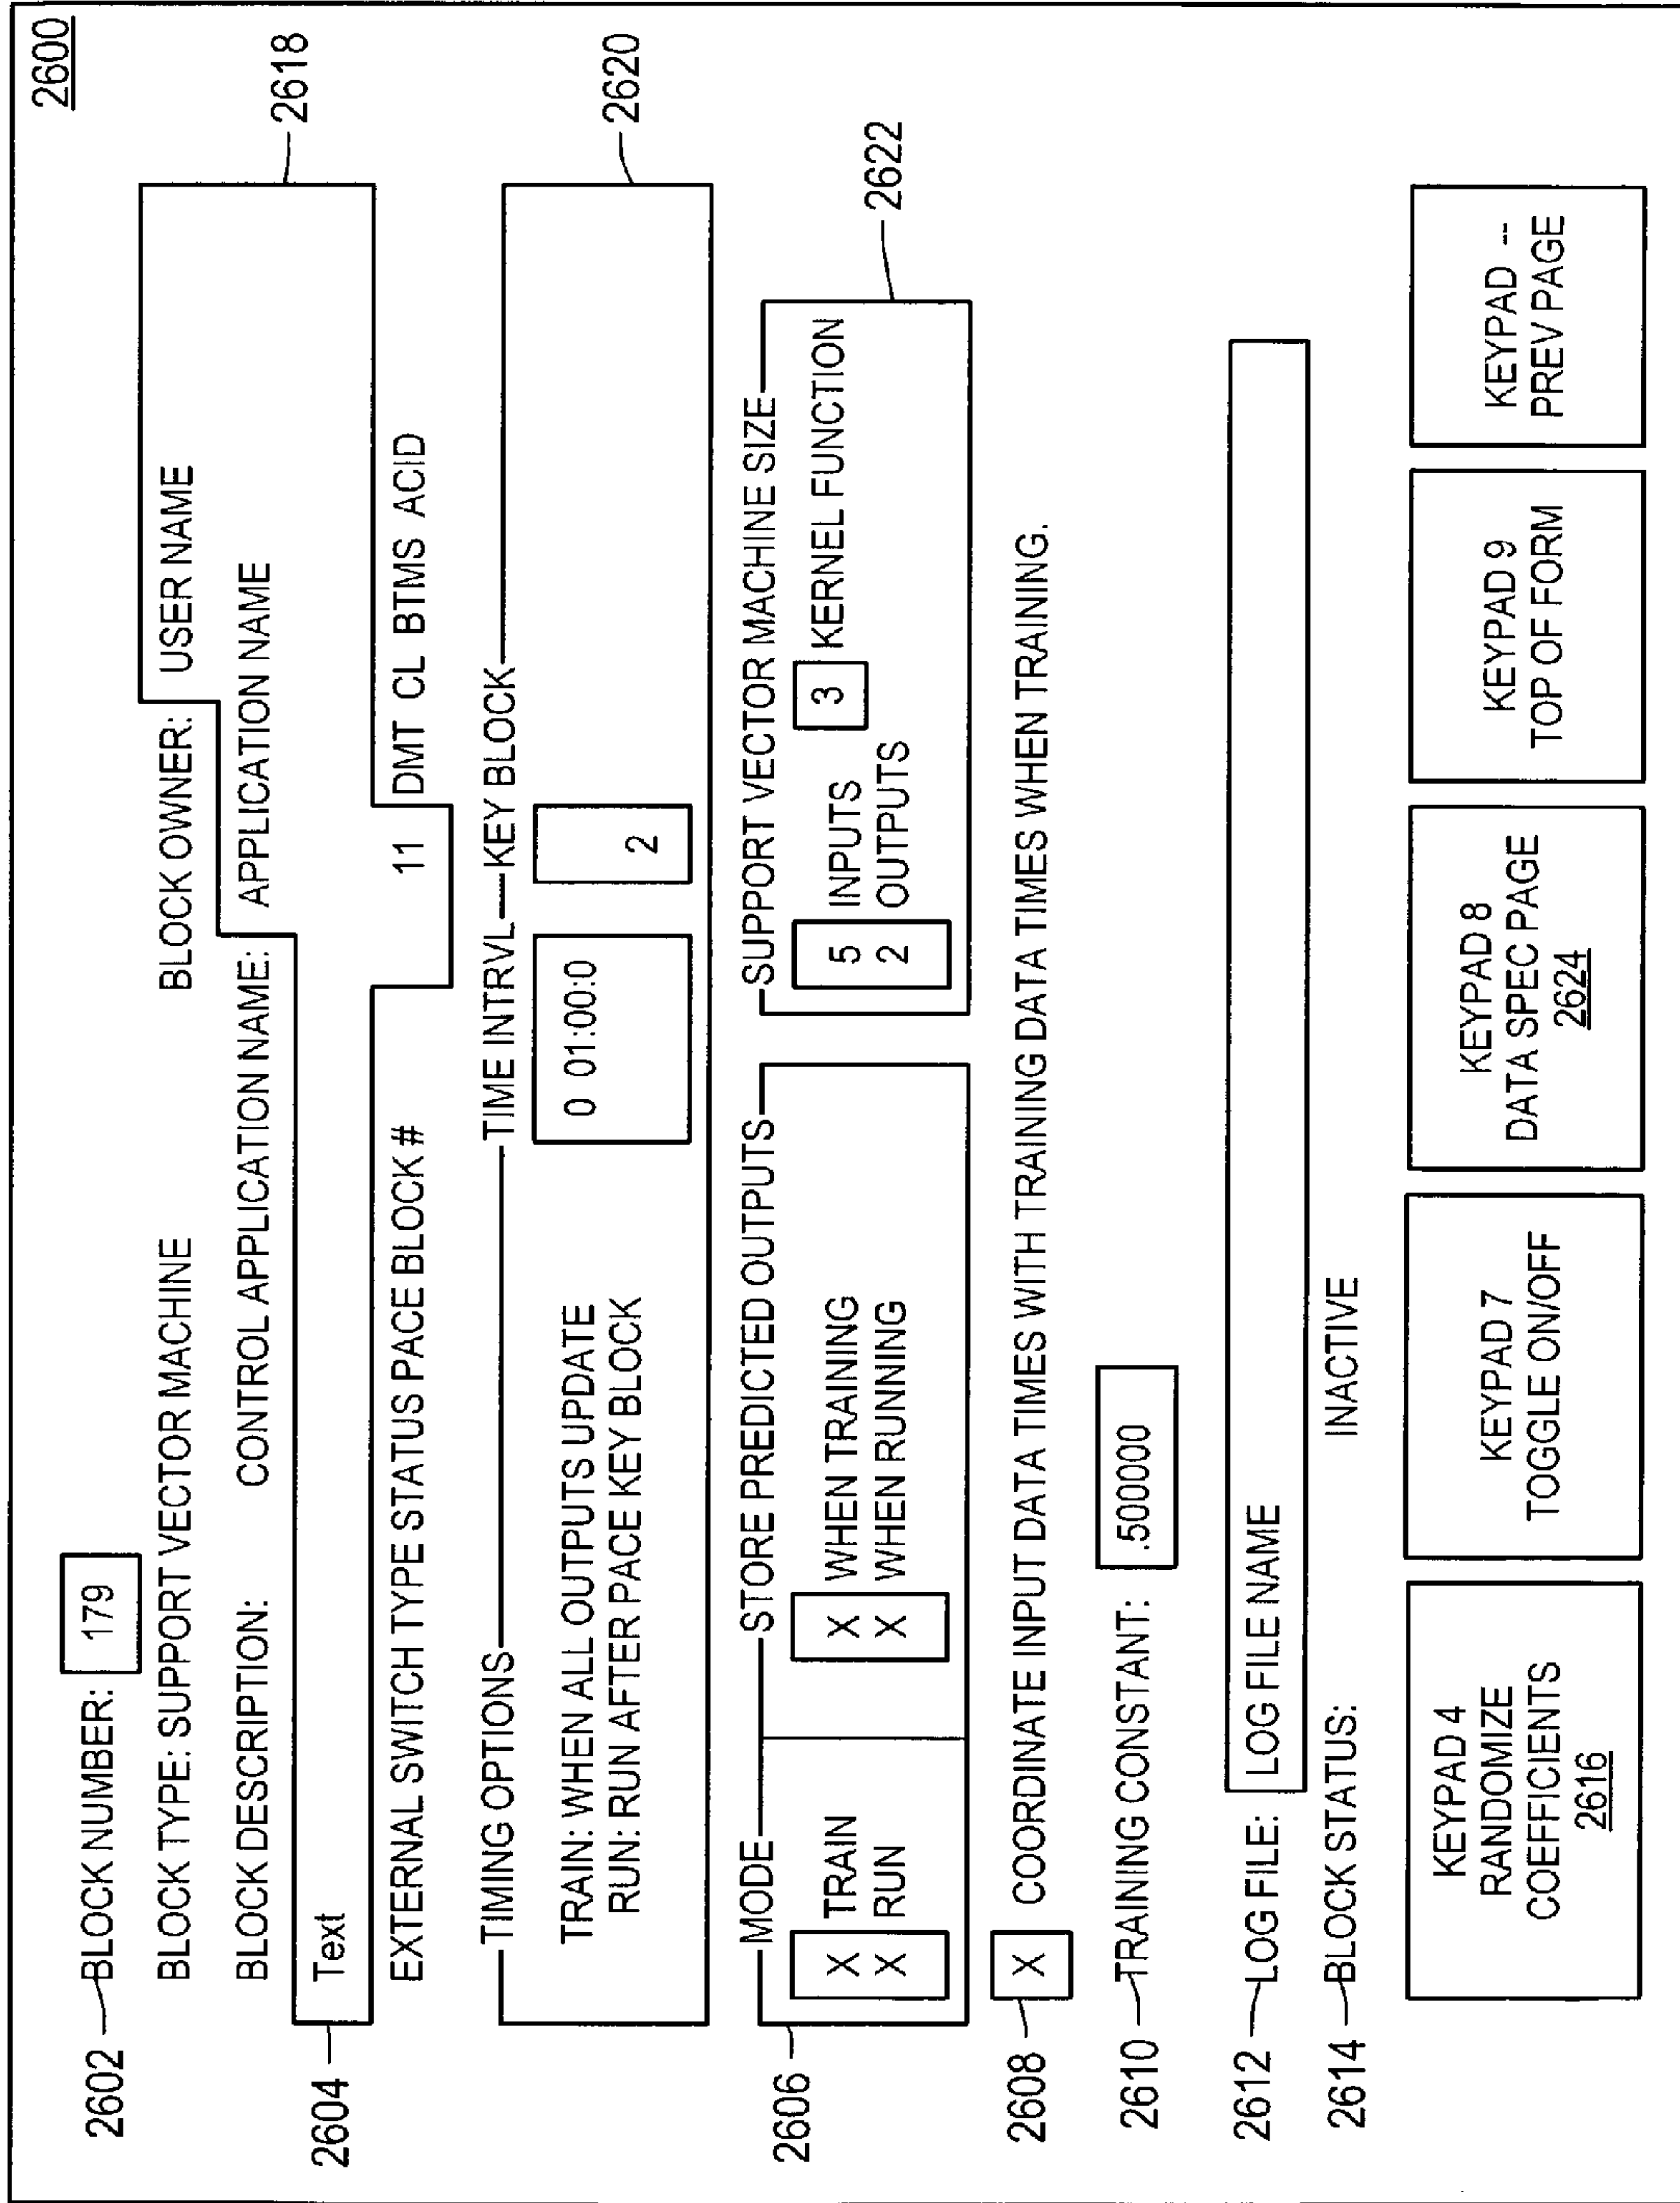 2600
2602 BLOCK NUMBER: 179
BLOCK TYPE: SUPPORT VECTOR MACHINE BLOCK OWNER: USER NAME
BLOCK DESCRIPTION: CONTROL APPLICATION NAME: APPLICATION NAME
2604 Text 2618
EXTERNAL SWITCH TYPE STATUS PACE BLOCK # 11 DMT CL BTMS ACID
TIMING OPTIONS TIME INTRVL KEY BLOCK
TRAIN: WHEN ALL OUTPUTS UPDATE 0 01:00:0 2
RUN: RUN AFTER PACE KEY BLOCK
2620
MODE STORE PREDICTED OUTPUTS SUPPORT VECTOR MACHINE SIZE
X TRAIN X WHEN TRAINING 5 INPUTS 3 KERNEL FUNCTION
X RUN X WHEN RUNNING 2 OUTPUTS
2606 2622
2608 X COORDINATE INPUT DATA TIMES WITH TRAINING DATA TIMES WHEN TRAINING.
2610 TRAINING CONSTANT: .500000
2612 LOG FILE: LOG FILE NAME
2614 BLOCK STATUS: INACTIVE
KEYPAD 4
RANDOMIZE
COEFFICIENTS
2616
KEYPAD 7
TOGGLE ON/OFF
KEYPAD 8
DATA SPEC PAGE
2624
KEYPAD 9
TOP OF FORM
KEYPAD --
PREV PAGE